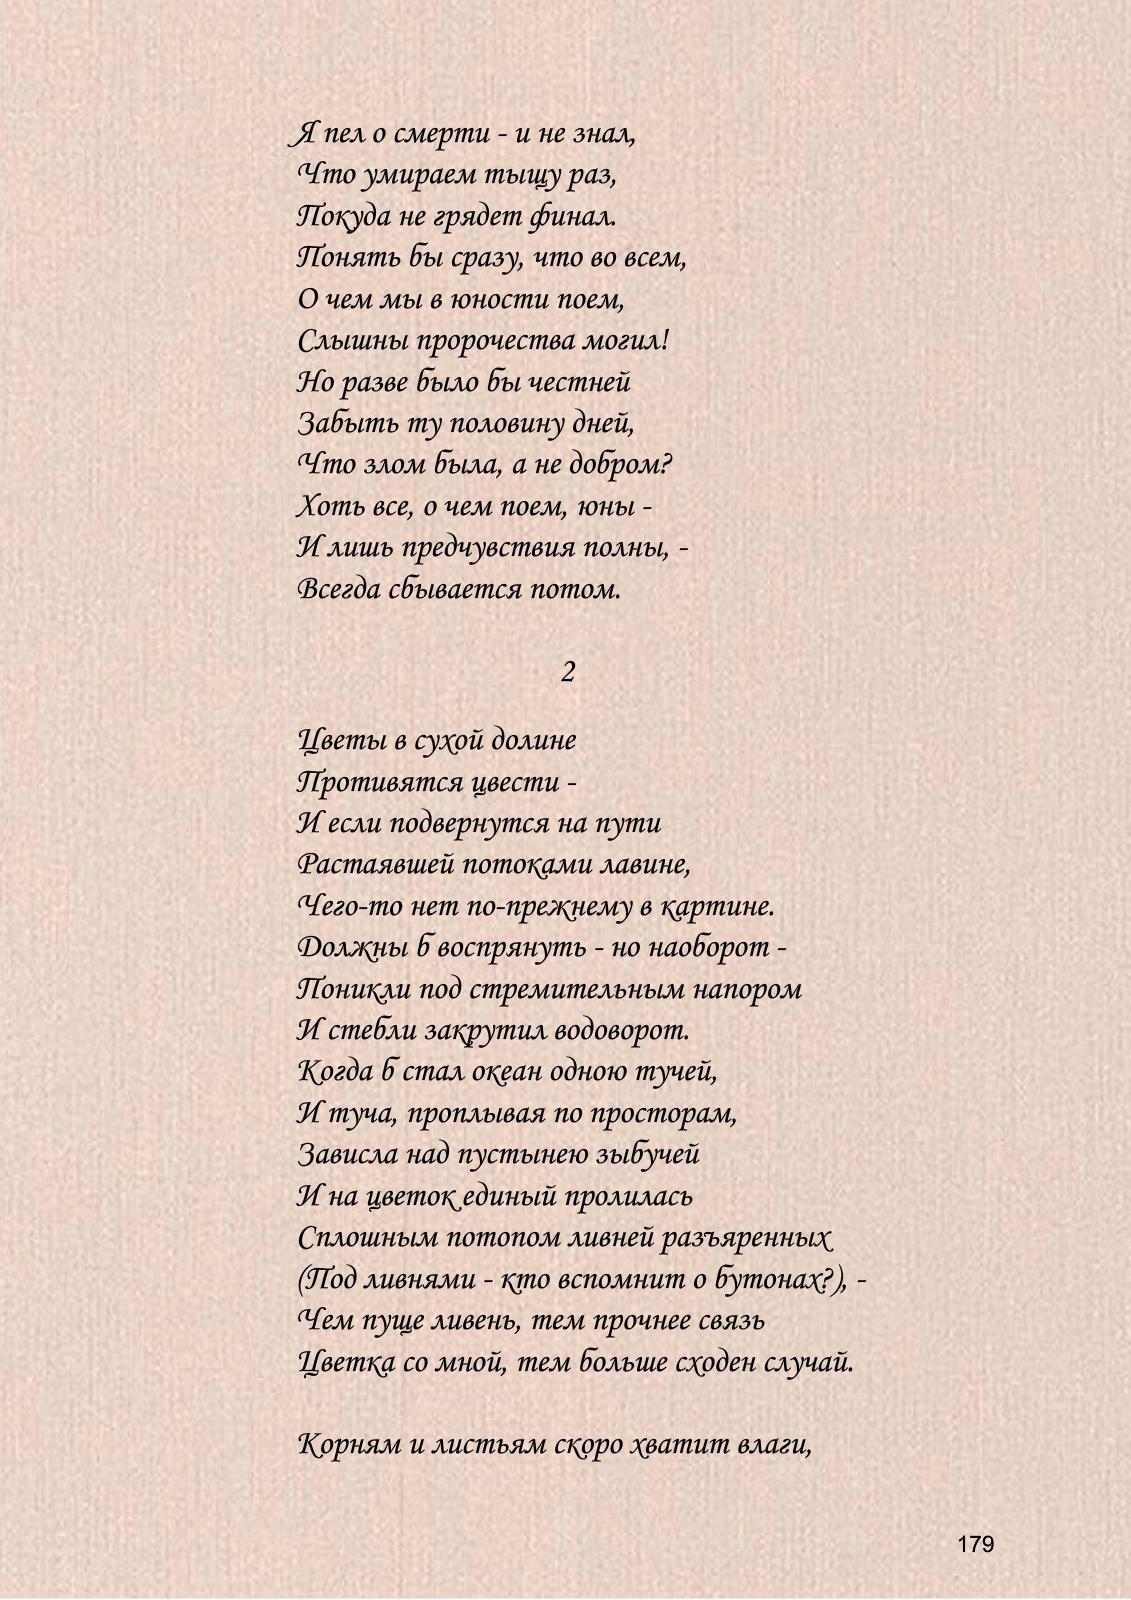 Я пел о смерти - и не знал,
Что умираем тыщу раз,
Покуда не грядет финал.
Понять бы сразу, что во всем,
О чем мы в юности поем,
Слышны пророчества могил!
Но разве было бы честней
Забыть ту половину дней,
Что злом была, а не добром?
Хоть все, о чем поем, юны -
И лишь предчувствия полны, -
Всегда сбывается потом.
2
Цветы в сухой долине
Противятся цвести -
И если подвернутся на пути
Растаявшей потоками лавине,
Чего-то нет по-прежнему в картине.
Должны б воспрянуть - но наоборот -
Поникли под стремительным напором
И стебли закрутил водоворот.
Когда б стал океан одною тучей,
И туча, проплывая по просторам,
Зависла над пустынею зыбучей
И на цветок единый пролилась
Сплошным потопом ливней разъяренных
(Под ливнями - кто вспомнит о бутонах?), -
Чем пуще ливень, тем прочнее связь
Цветка со мной, тем больше сходен случай.
Корням и листьям скоро хватит влаги,
179